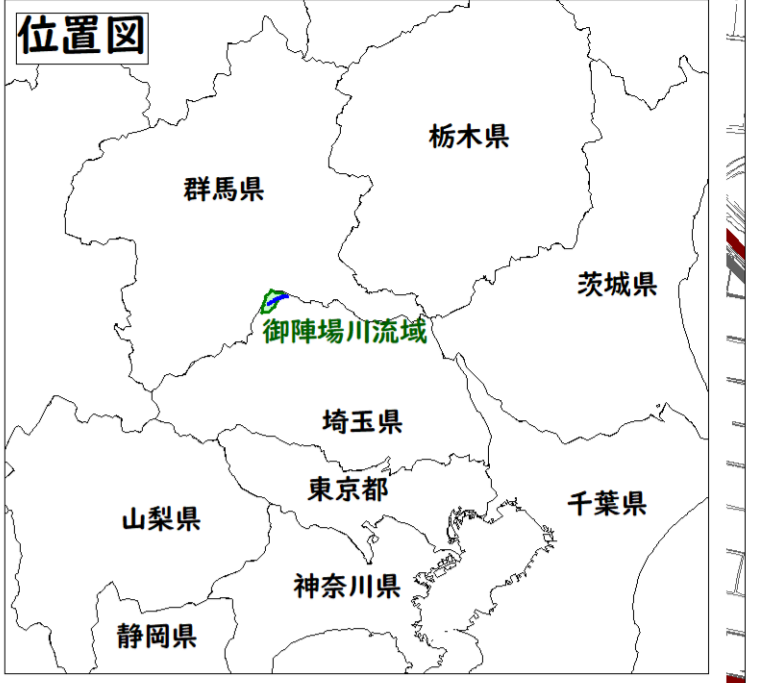 位置図
栃木県
群馬県
茨城県
御陣場川流域
埼玉県
東京都
千葉県
山梨県
神奈川県
静岡県